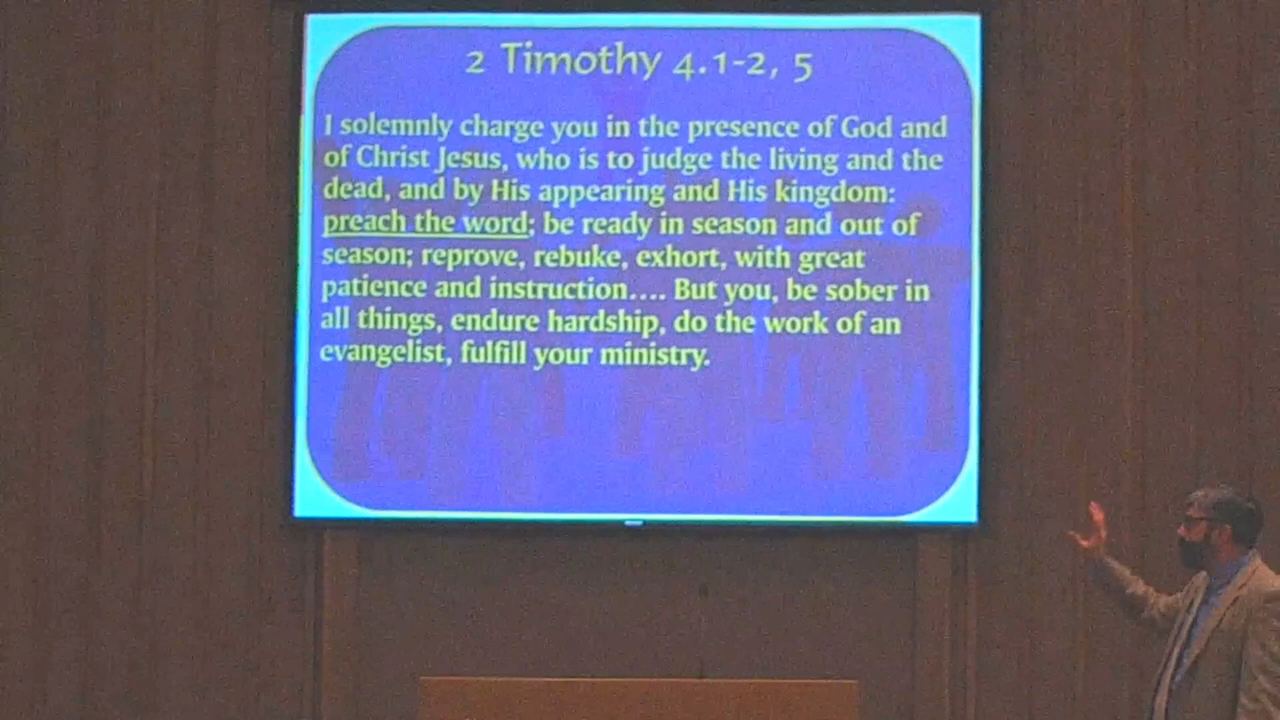 2 Timothy 4.1-2, 5
I solemnly charge you in the presence of God and
of Christ Jesus, who is to judge the living and the
dead, and by His appearing and His kingdom:
preach the word; be ready in season and out of
season; reprove, rebuke, exhort, with great
patience and instruction.... But you, be sober in
all things, endure hardship, do the work of an
evangelist, fulfill your ministry.